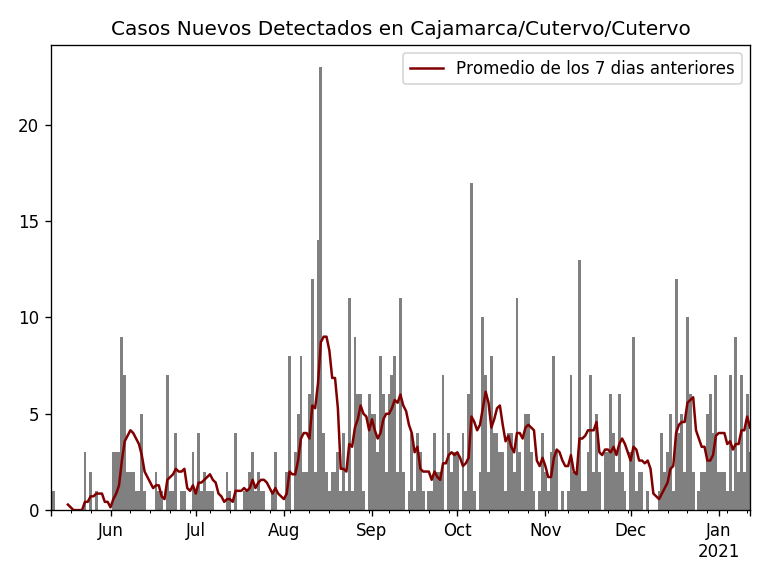 Casos Nuevos Detectados en Cajamarca/Cutervo/Cutervo
Promedio de los 7 dias anteriores
20
15
10
5
0
Jun Jul Aug Sep Oct Nov Dec Jan
2021